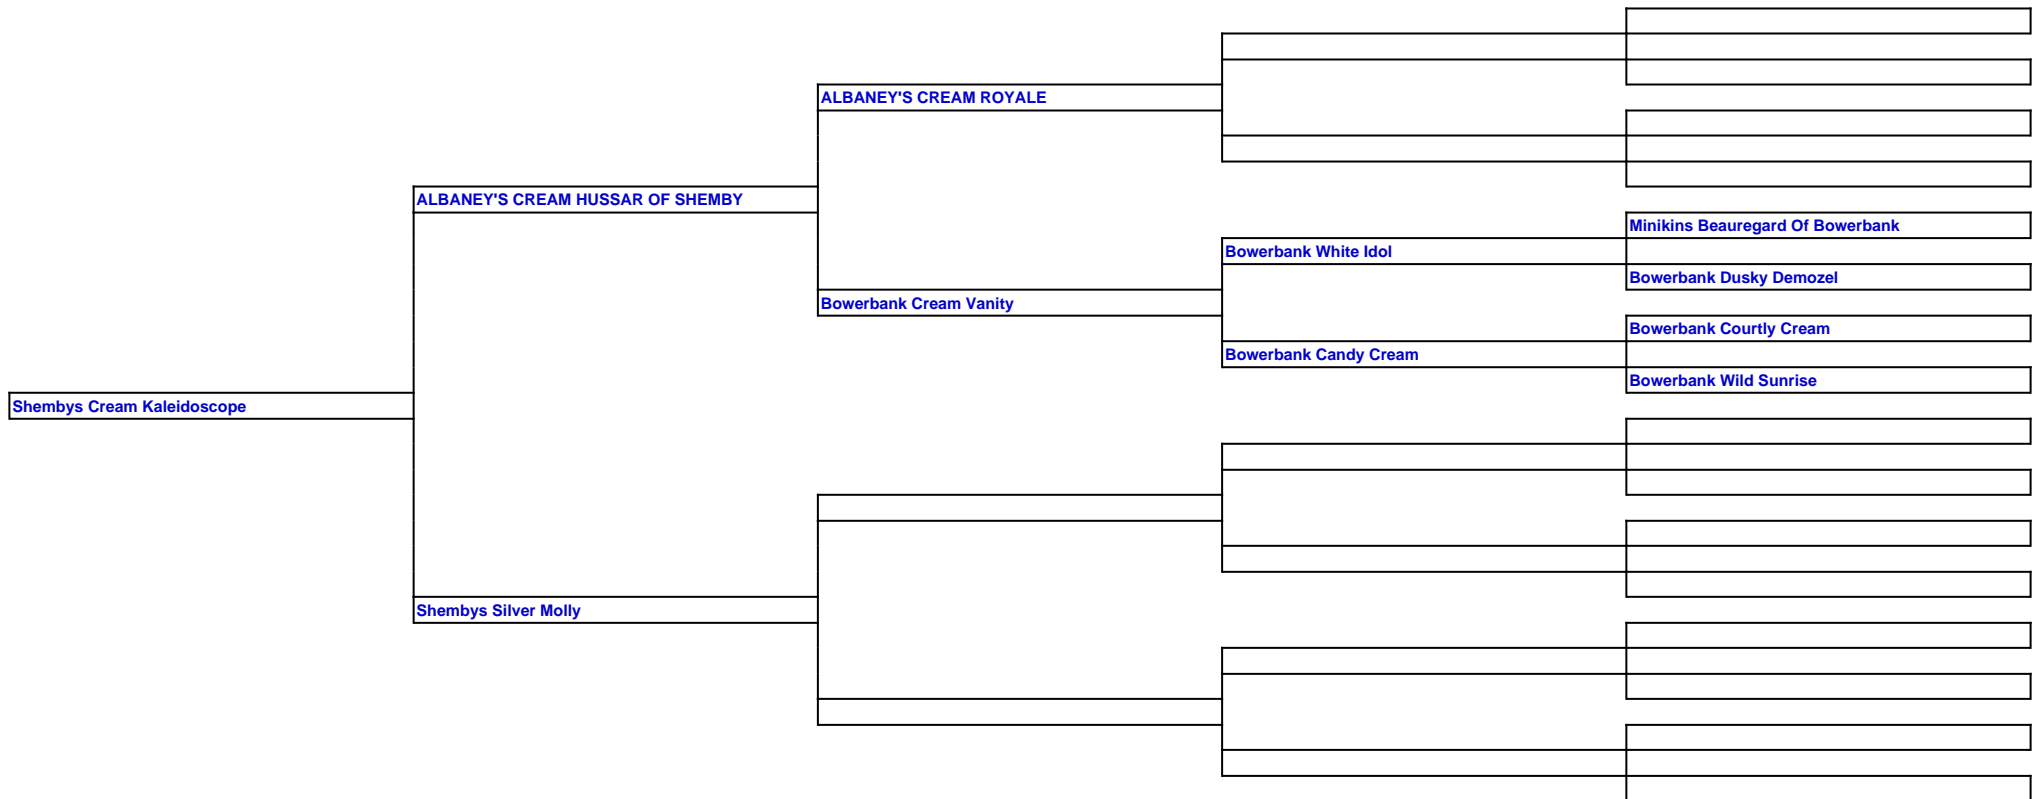 ALBANEY'S CREAM ROYALE
ALBANEY'S CREAM HUSSAR OF SHEMBY
Minikins Beauregard Of Bowerbank
Bowerbank White Idol
Bowerbank Dusky Demozel
Bowerbank Cream Vanity
Bowerbank Courtly Cream
Bowerbank Candy Cream
Bowerbank Wild Sunrise
Shembys Cream Kaleidoscope
Shembys Silver Molly